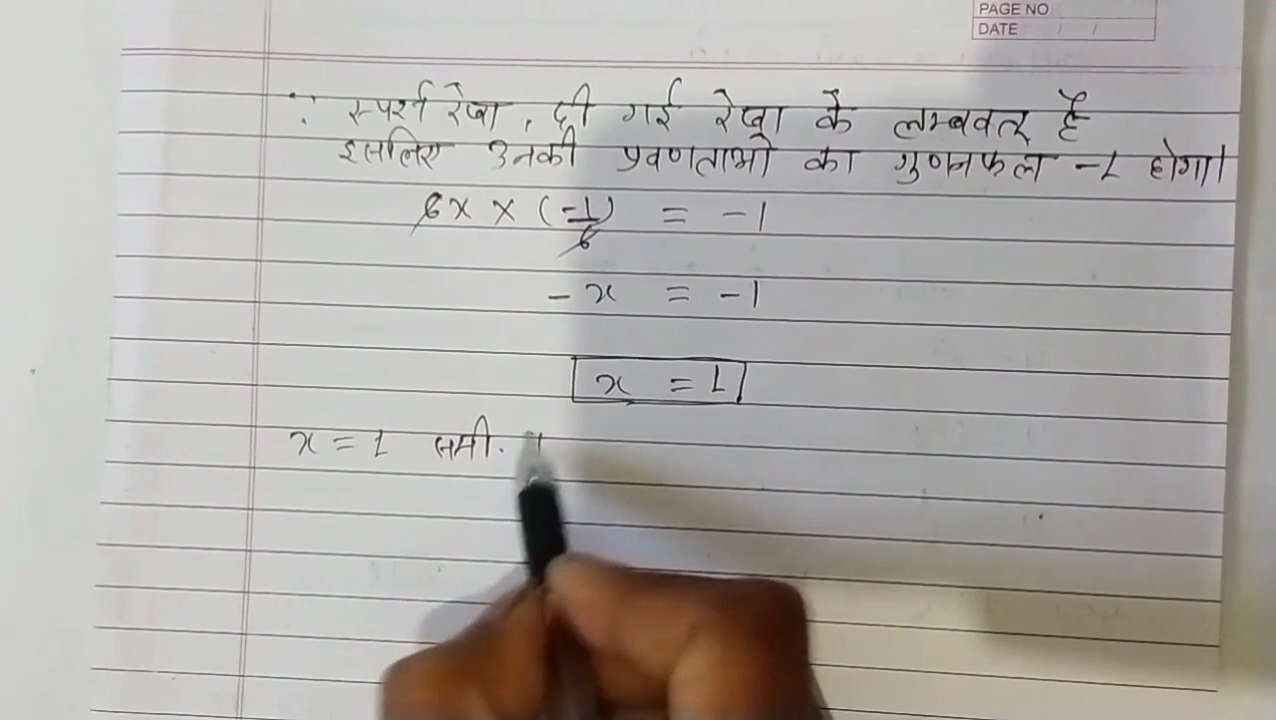 PAGE NO
DATE / /
∵ स्पर्श रेखा, दी गई रेखा के लम्बवत् है
इसलिए उनकी प्रवणताओं का गुणनफल -1 होगा।
6x × (-1/6) = -1
-x = -1
x = 1
x = 1 समी. 1